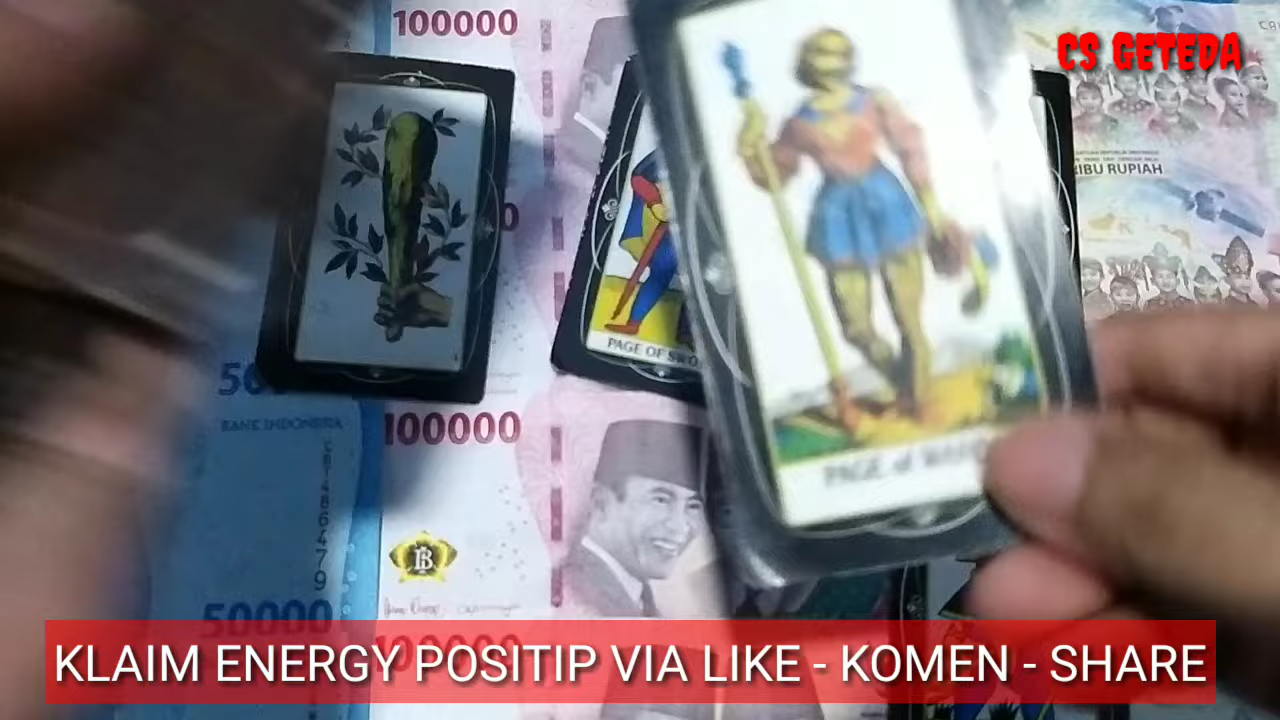 100000
CS GETEDA
RIBU RUPIAH
PAGE OF SWO
PAGE of
50
BANK INDONESIA
100000
50000
100000
KLAIM ENERGY POSITIP VIA LIKE - KOMEN - SHARE